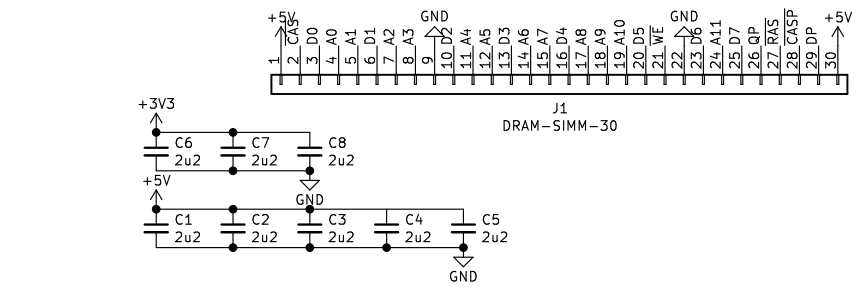 +5V GND GND +5V
CAS D0 A0 A1 D1 A2 A3 D2 A4 A5 D3 A6 A7 D4 A8 A9 A10 D5 WE D6 A11 D7 QP RAS CASP DP
1 2 3 4 5 6 7 8 9 10 11 12 13 14 15 16 17 18 19 20 21 22 23 24 25 26 27 28 29 30
J1
DRAM-SIMM-30
+3V3
C6 C7 C8
2u2 2u2 2u2
+5V
GND
C1 C2 C3 C4 C5
2u2 2u2 2u2 2u2 2u2
GND